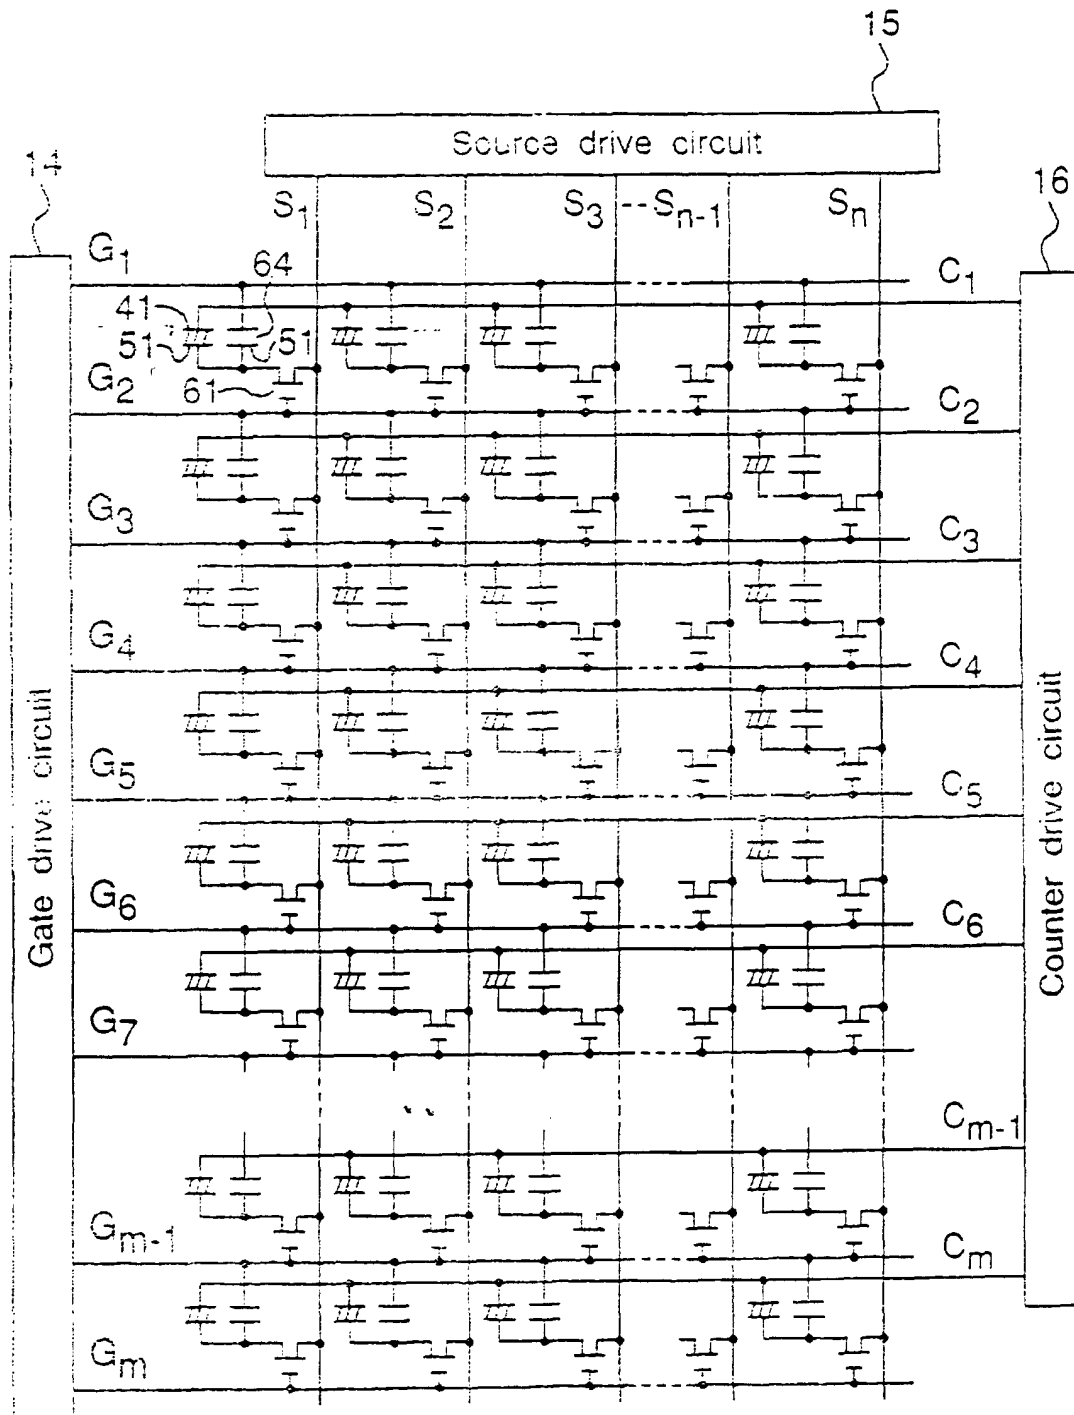 15
Source drive circuit
14
16
S1 S2 S3 --- Sn-1 Sn
G1
64
C1
41
51
51
G2
61
C2
G3
C3
G4
C4
G5
C5
G6
C6
G7
Cm-1
Gm-1
Cm
Gm
Gate drive circuit
Counter drive circuit